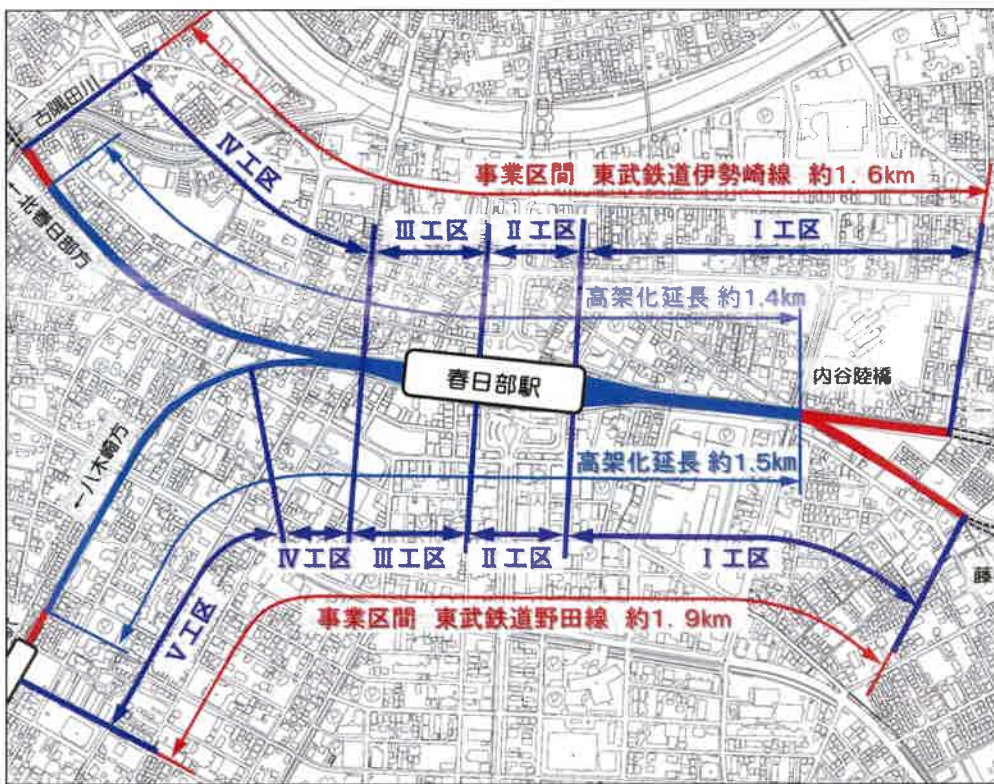 古隅田川
Ⅳ工区
事業区間 東武鉄道伊勢崎線 約1.6km
←北春日部方
Ⅲ工区
Ⅱ工区
Ⅰ工区
高架化延長 約1.4km
春日部駅
内谷陸橋
←八木崎方
高架化延長 約1.5km
Ⅳ工区
Ⅲ工区
Ⅱ工区
Ⅰ工区
藤
Ⅴ工区
事業区間 東武鉄道野田線 約1.9km